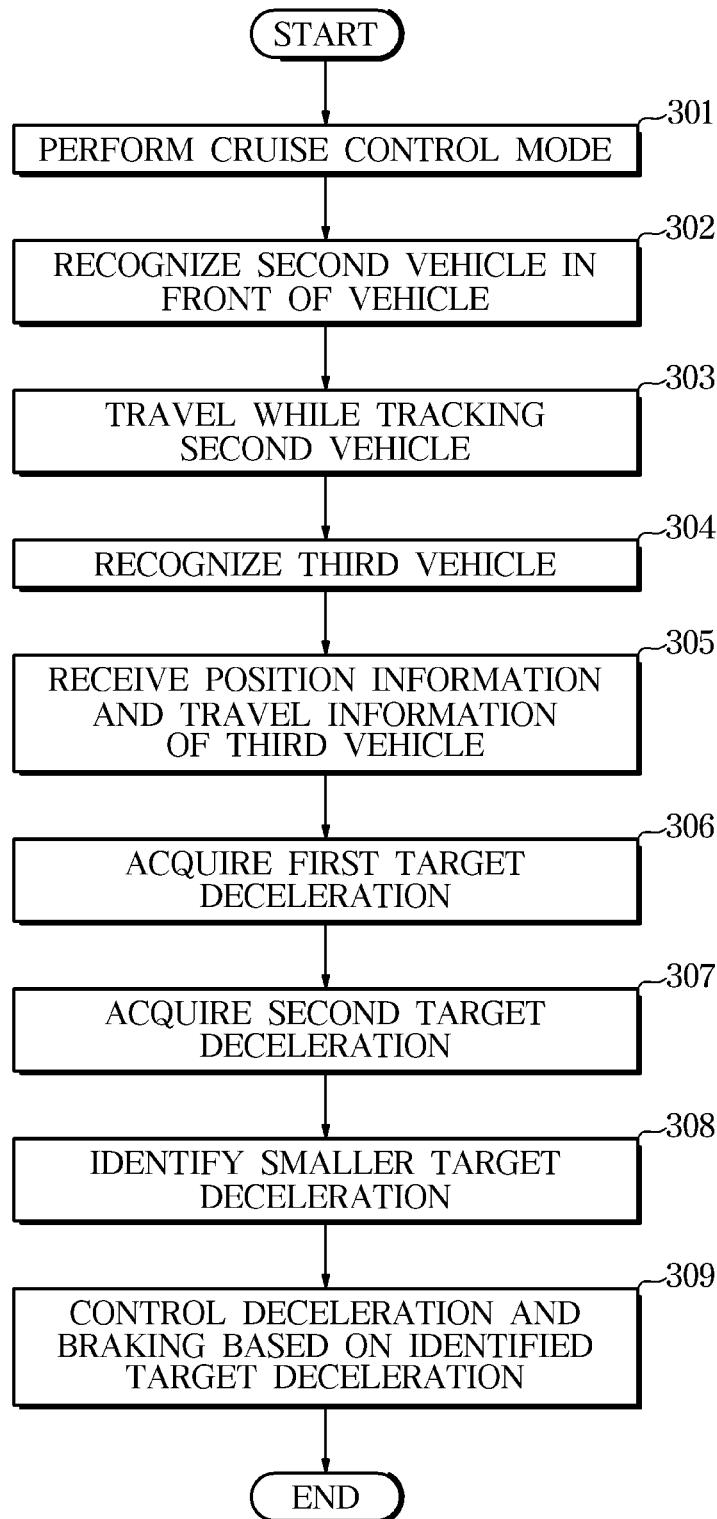 START
301
PERFORM CRUISE CONTROL MODE
302
RECOGNIZE SECOND VEHICLE IN
FRONT OF VEHICLE
303
TRAVEL WHILE TRACKING
SECOND VEHICLE
304
RECOGNIZE THIRD VEHICLE
305
RECEIVE POSITION INFORMATION
AND TRAVEL INFORMATION
OF THIRD VEHICLE
306
ACQUIRE FIRST TARGET
DECELERATION
307
ACQUIRE SECOND TARGET
DECELERATION
308
IDENTIFY SMALLER TARGET
DECELERATION
309
CONTROL DECELERATION AND
BRAKING BASED ON IDENTIFIED
TARGET DECELERATION
END